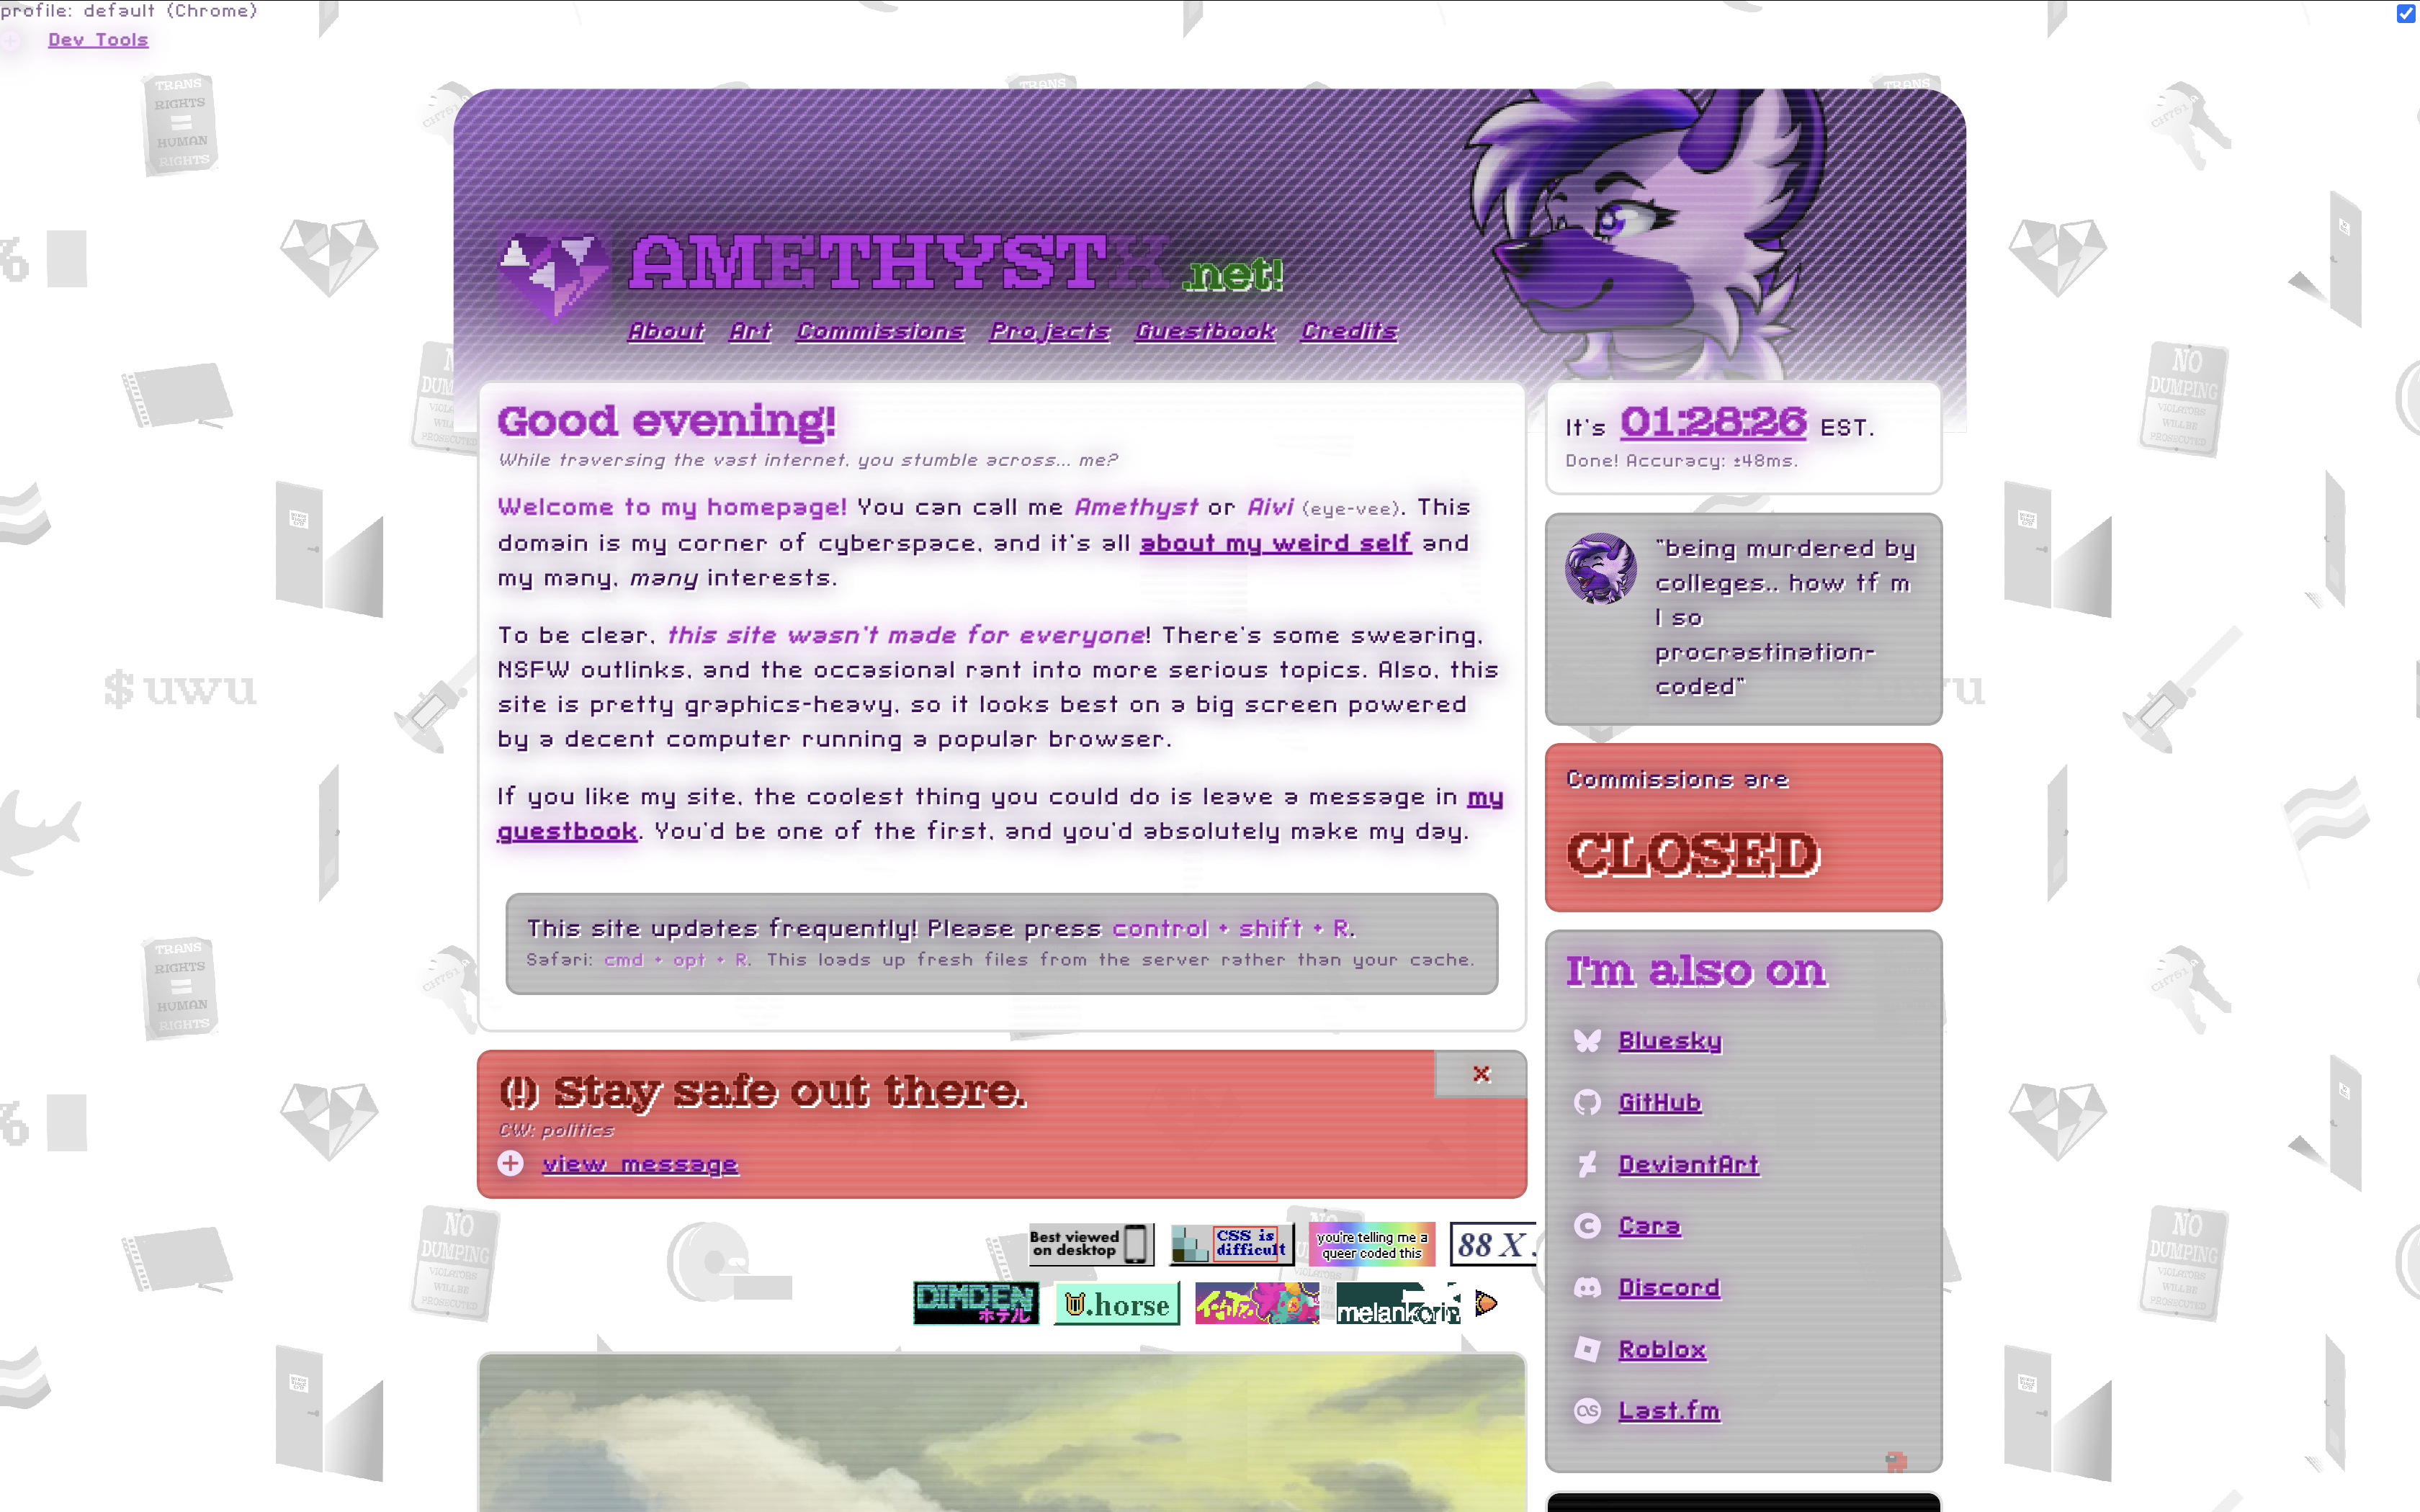 profile: default (Chrome)
Dev Tools
TRANS
RIGHTS
=
HUMAN
RIGHTS
CH751
AMETHYSTX.net!
About Art Commissions Projects Guestbook Credits
Good evening!
While traversing the vast internet, you stumble across... me?
Welcome to my homepage! You can call me Amethyst or Aivi (eye-vee). This
domain is my corner of cyberspace, and it's all about my weird self and
my many, many interests.
To be clear, this site wasn't made for everyone! There's some swearing,
NSFW outlinks, and the occasional rant into more serious topics. Also, this
site is pretty graphics-heavy, so it looks best on a big screen powered
by a decent computer running a popular browser.
If you like my site, the coolest thing you could do is leave a message in my
guestbook. You'd be one of the first, and you'd absolutely make my day.
This site updates frequently! Please press control + shift + R.
Safari: cmd + opt + R. This loads up fresh files from the server rather than your cache.
(!) Stay safe out there.
CW: politics
view message
×
Best viewed
on desktop
CSS is
difficult
you're telling me a
queer coded this
88 X
DIMDEN
ホテル
.horse
melankorin
It's 01:28:26 EST.
Done! Accuracy: ±48ms.
"being murdered by
colleges.. how tf m
I so
procrastination-
coded"
Commissions are
CLOSED
I'm also on
Bluesky
GitHub
DeviantArt
Cara
Discord
Roblox
Last.fm
NO
DUMPING
VIOLATORS
WILL BE
PROSECUTED
$ uwu